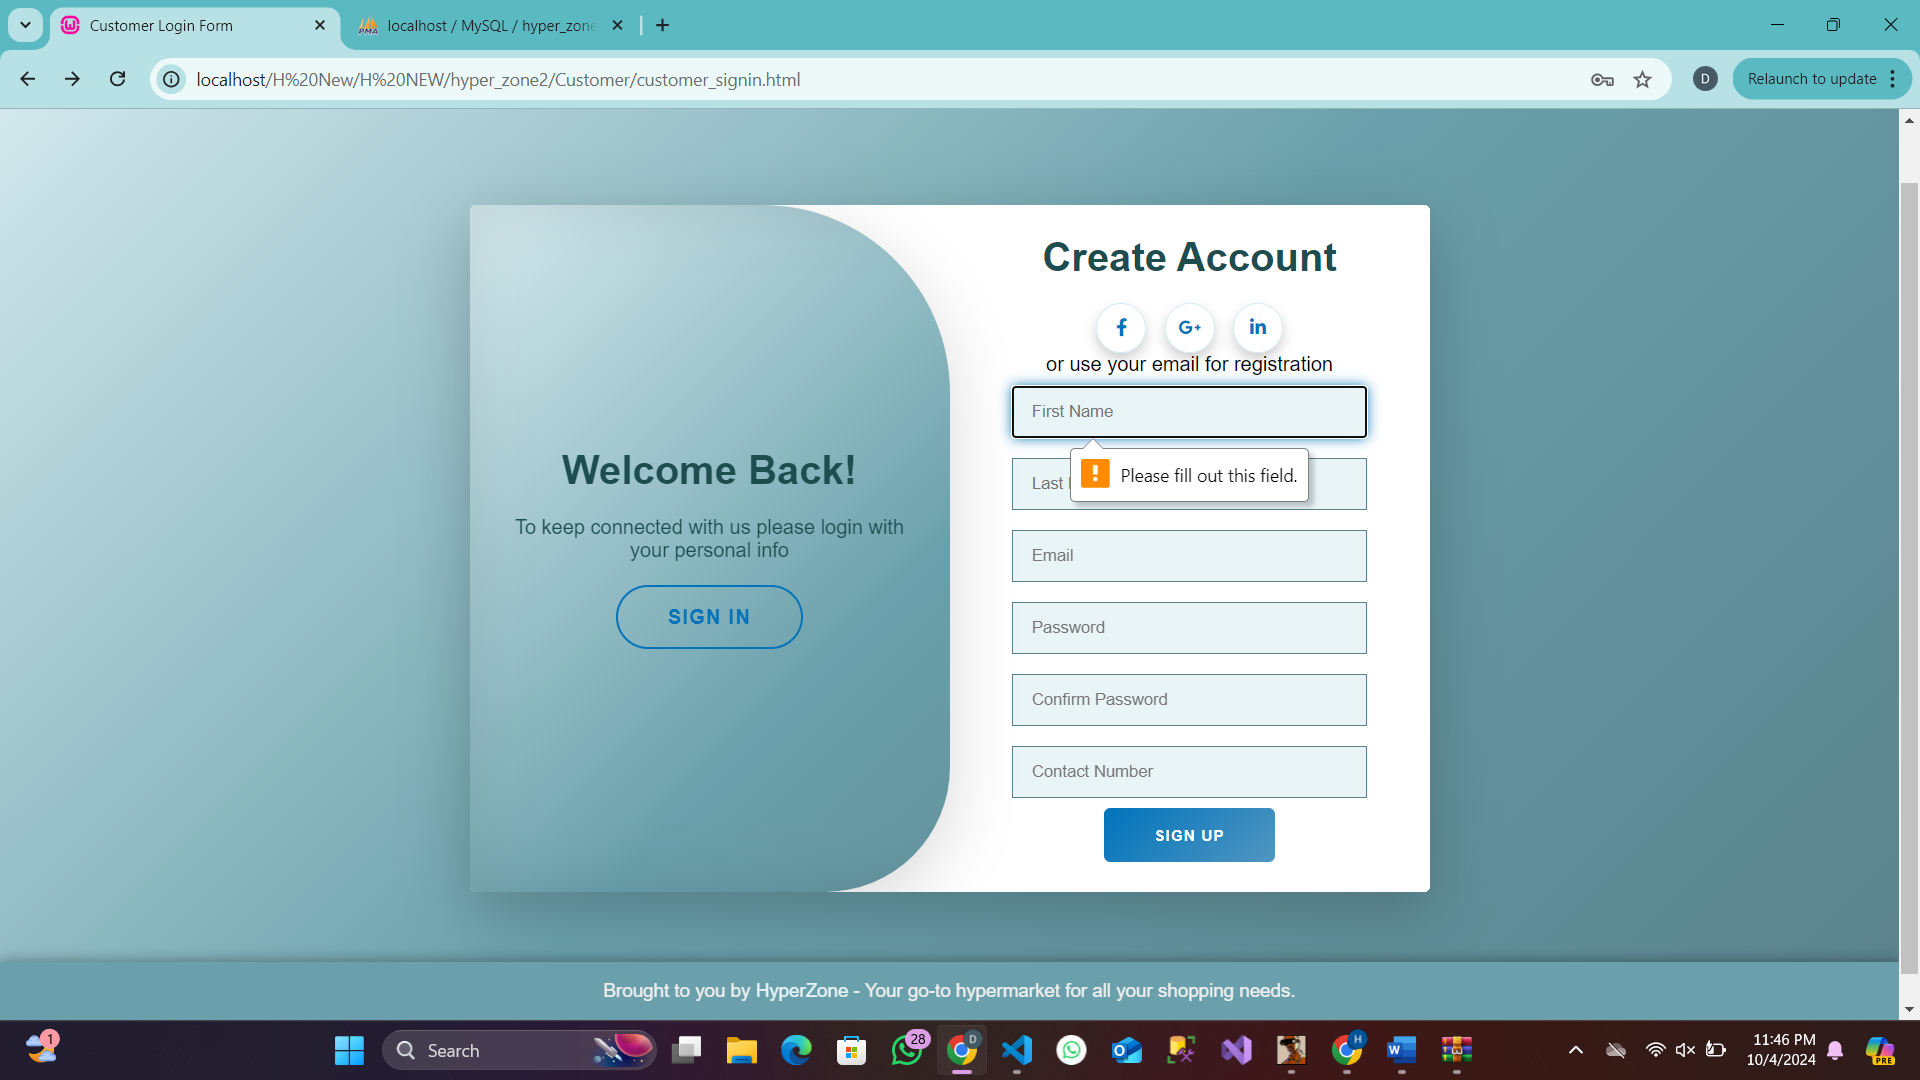 Customer Login Form
localhost / MySQL / hyper_zone
localhost/H%20New/H%20NEW/hyper_zone2/Customer/customer_signin.html
D
Relaunch to update
Create Account
f
G+
in
or use your email for registration
First Name
Please fill out this field.
Last
Email
Password
Confirm Password
Contact Number
SIGN UP
Welcome Back!
To keep connected with us please login with
your personal info
SIGN IN
Brought to you by HyperZone - Your go-to hypermarket for all your shopping needs.
1
Search
28
D
H
PRE
11:46 PM
10/4/2024